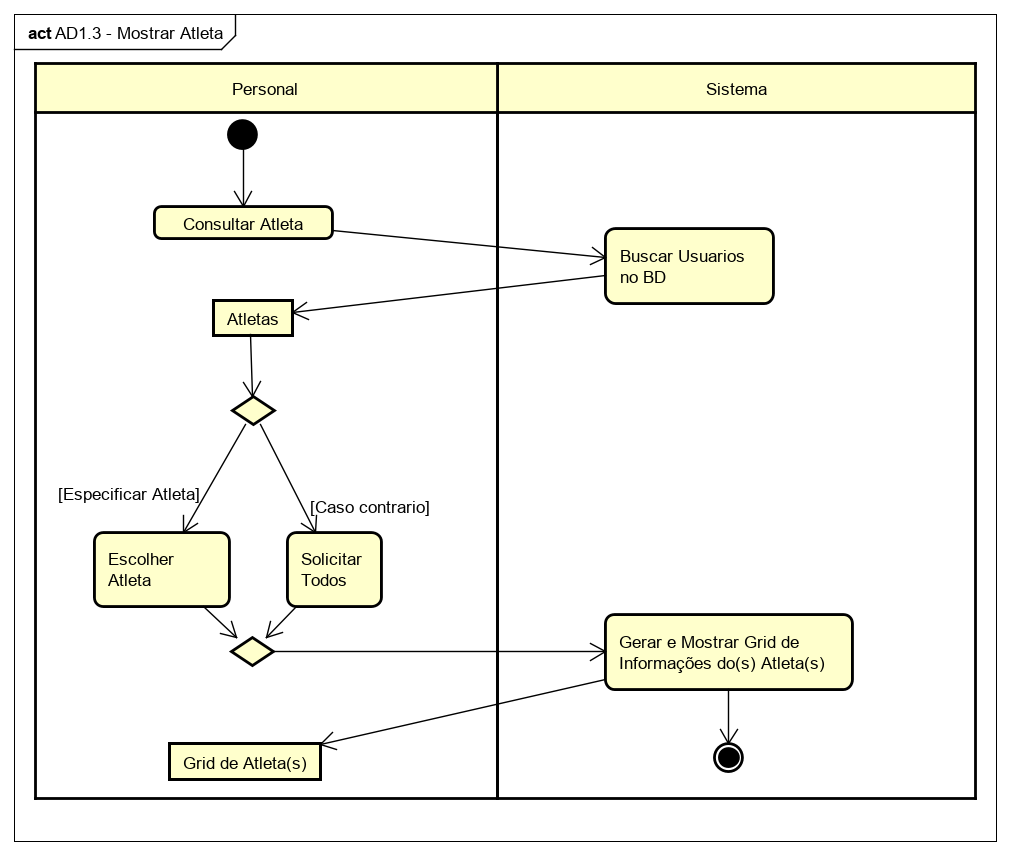 act AD1.3 - Mostrar Atleta
Personal
Sistema
Consultar Atleta
Buscar Usuarios
no BD
Atletas
[Especificar Atleta]
[Caso contrario]
Escolher
Atleta
Solicitar
Todos
Gerar e Mostrar Grid de
Informações do(s) Atleta(s)
Grid de Atleta(s)